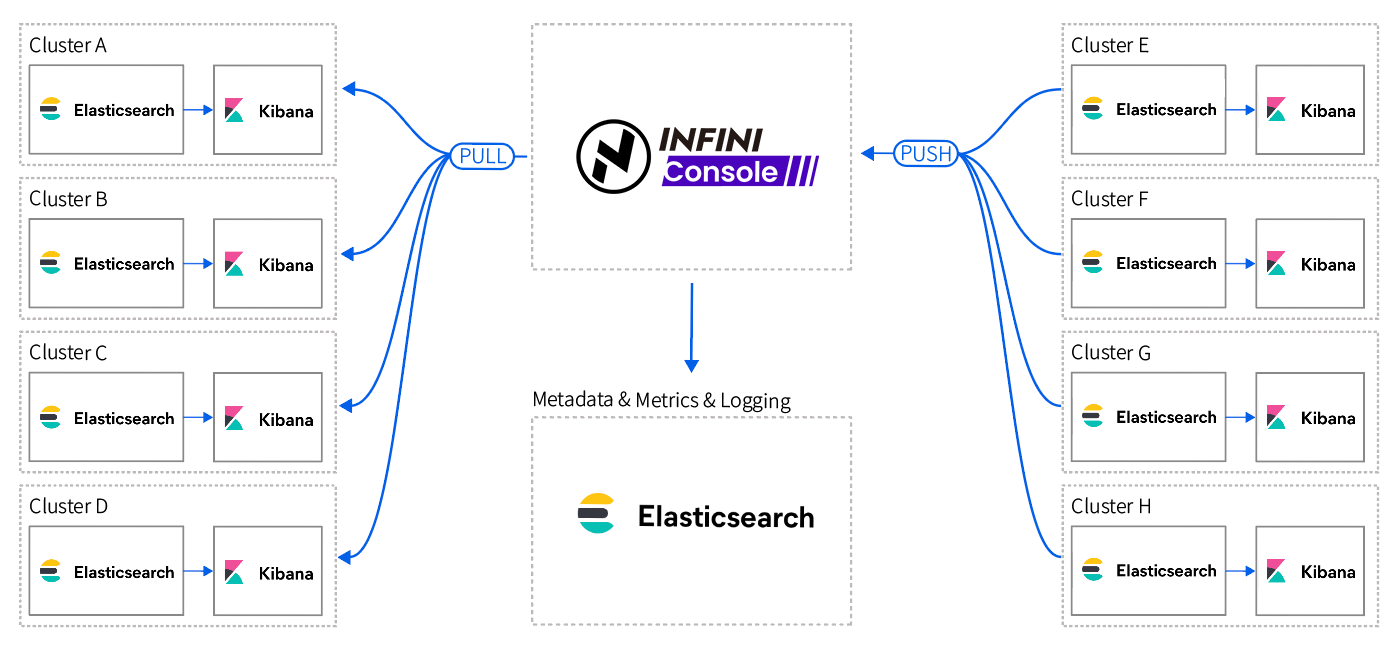 Cluster A
Elasticsearch
Kibana
Cluster B
Elasticsearch
Kibana
Cluster C
Elasticsearch
Kibana
Cluster D
Elasticsearch
Kibana
PULL
INFINI
Console
PUSH
Metadata & Metrics & Logging
Elasticsearch
Cluster E
Elasticsearch
Kibana
Cluster F
Elasticsearch
Kibana
Cluster G
Elasticsearch
Kibana
Cluster H
Elasticsearch
Kibana